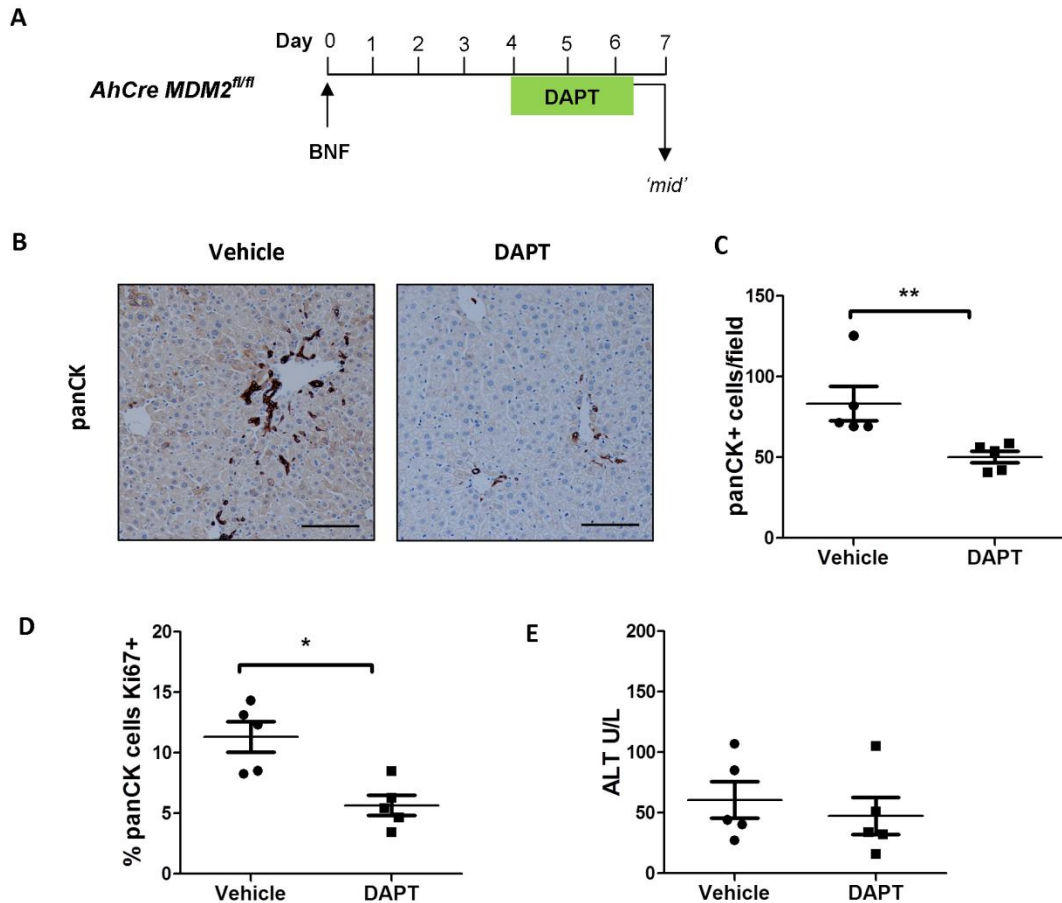 A
Day 0 1 2 3 4 5 6 7
AhCre MDM2fl/fl
DAPT
BNF
'mid'
B
Vehicle DAPT
panCK
C
**
panCK+ cells/field
150
100
50
0
Vehicle DAPT
D
*
% panCK cells Ki67+
20
15
10
5
0
Vehicle DAPT
E
ALT U/L
200
150
100
50
0
Vehicle DAPT